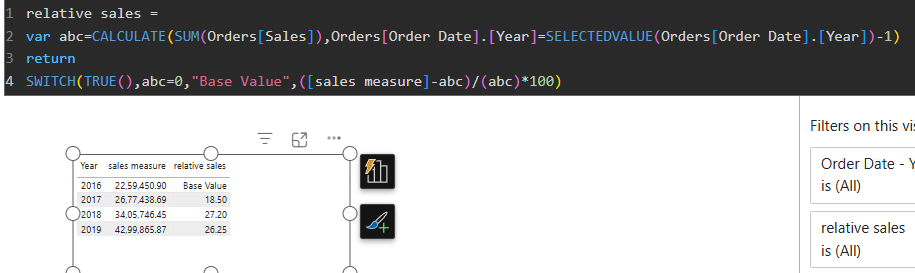 1 relative sales =
2 var abc=CALCULATE(SUM(Orders[Sales]),Orders[Order Date].[Year]=SELECTEDVALUE(Orders[Order Date].[Year])-1)
3 return
4 SWITCH(TRUE(),abc=0,"Base Value",([sales measure]-abc)/(abc)*100)
Filters on this vis
Year sales measure relative sales
Order Date - Y
is (All)
2016 22,59,450.90 Base Value
2017 26,77,438.69 18.50
2018 34,05,746.45 27.20
2019 42,99,865.87 26.25
relative sales
is (All)